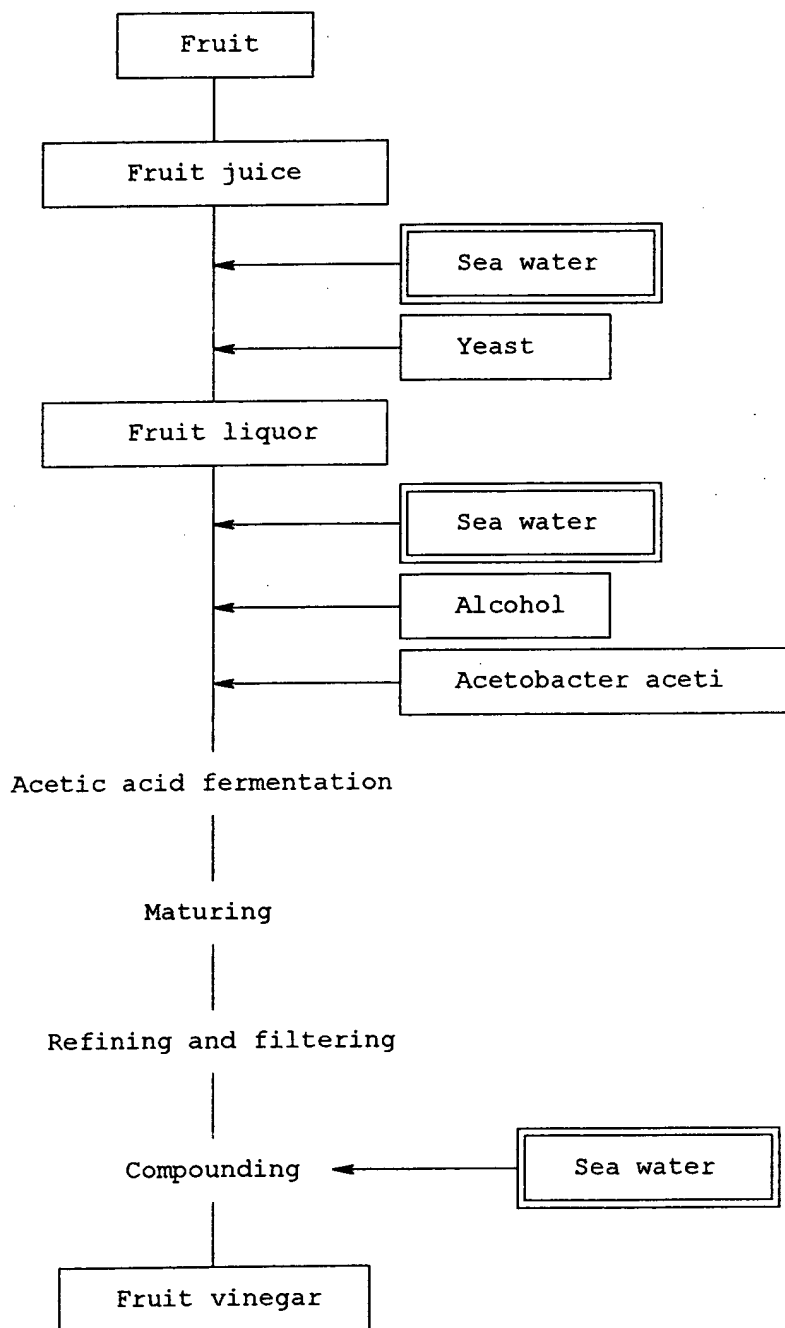 Fruit
Fruit juice
Sea water
Yeast
Fruit liquor
Sea water
Alcohol
Acetobacter aceti
Acetic acid fermentation
Maturing
Refining and filtering
Compounding
Sea water
Fruit vinegar